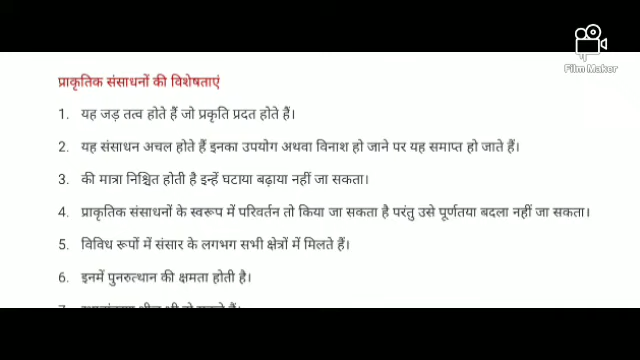 Film Maker
प्राकृतिक संसाधनों की विशेषताएं
1. यह जड़ तत्व होते हैं जो प्रकृति प्रदत होते हैं।
2. यह संसाधन अचल होते हैं इनका उपयोग अथवा विनाश हो जाने पर यह समाप्त हो जाते हैं।
3. की मात्रा निश्चित होती है इन्हें घटाया बढ़ाया नहीं जा सकता।
4. प्राकृतिक संसाधनों के स्वरूप में परिवर्तन तो किया जा सकता है परंतु उसे पूर्णतया बदला नहीं जा सकता।
5. विविध रूपों में संसार के लगभग सभी क्षेत्रों में मिलते हैं।
6. इनमें पुनरुत्थान की क्षमता होती है।